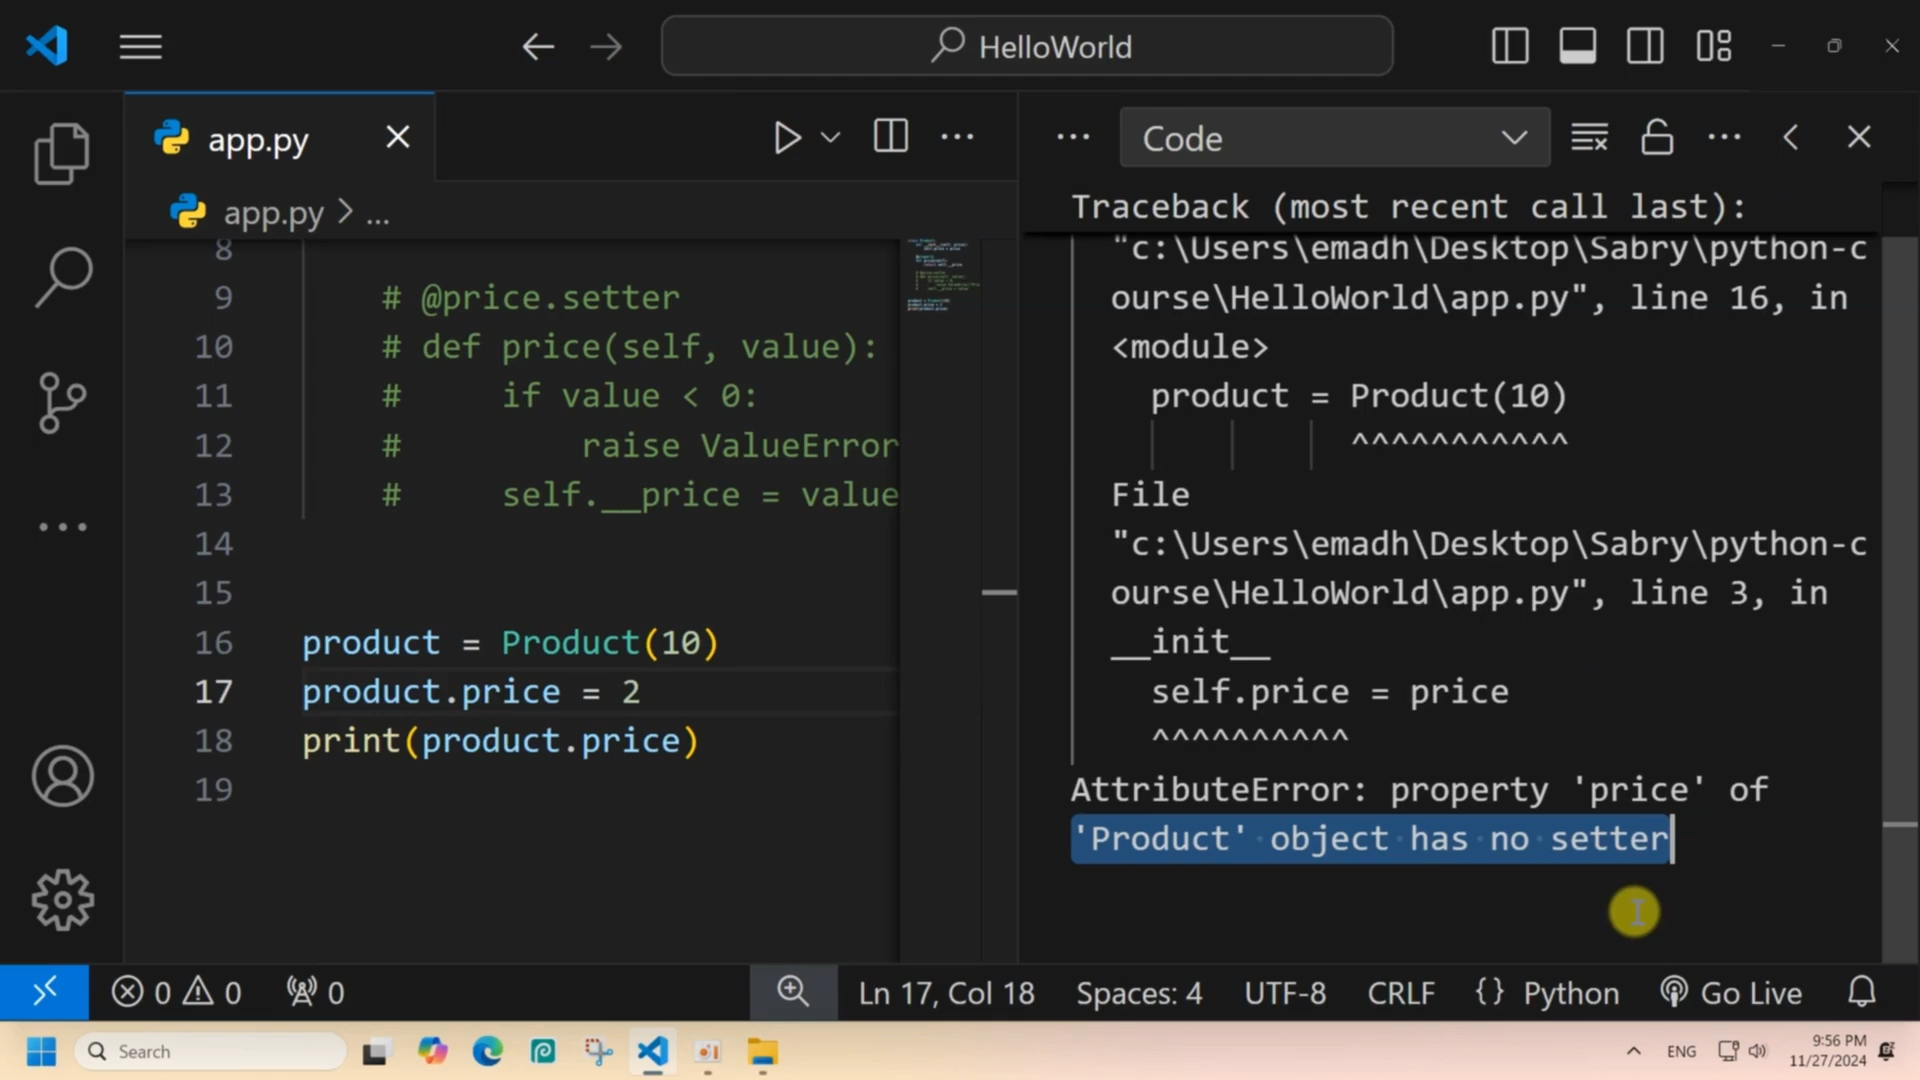 HelloWorld
app.py
Code
app.py > ...
Traceback (most recent call last):
8
9 # @price.setter
10 # def price(self, value):
11 #     if value < 0:
12 #         raise ValueError
13 #     self.__price = value
14
15
16 product = Product(10)
17 product.price = 2
18 print(product.price)
19
"c:\Users\emadh\Desktop\Sabry\python-c
ourse\HelloWorld\app.py", line 16, in
<module>
product = Product(10)
^^^^^^^^^^^
File
"c:\Users\emadh\Desktop\Sabry\python-c
ourse\HelloWorld\app.py", line 3, in
__init__
self.price = price
^^^^^^^^^^
AttributeError: property 'price' of
'Product' object has no setter
0 0 0
Ln 17, Col 18
Spaces: 4
UTF-8
CRLF
{} Python
Go Live
Search
ENG
9:56 PM
11/27/2024